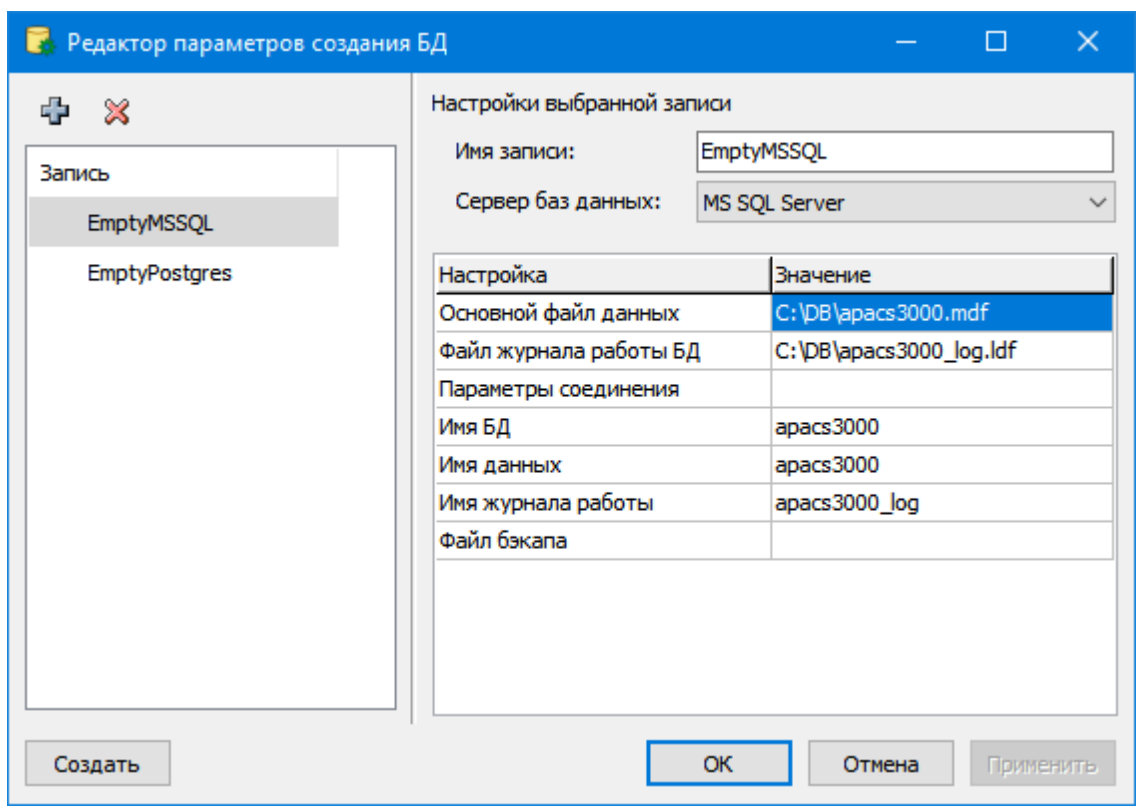 Редактор параметров создания БД
Запись
EmptyMSSQL
EmptyPostgres
Настройки выбранной записи
Имя записи: EmptyMSSQL
Сервер баз данных: MS SQL Server
Настройка Значение
Основной файл данных C:\DB\apacs3000.mdf
Файл журнала работы БД C:\DB\apacs3000_log.ldf
Параметры соединения
Имя БД apacs3000
Имя данных apacs3000
Имя журнала работы apacs3000_log
Файл бэкапа
Создать OK Отмена Применить